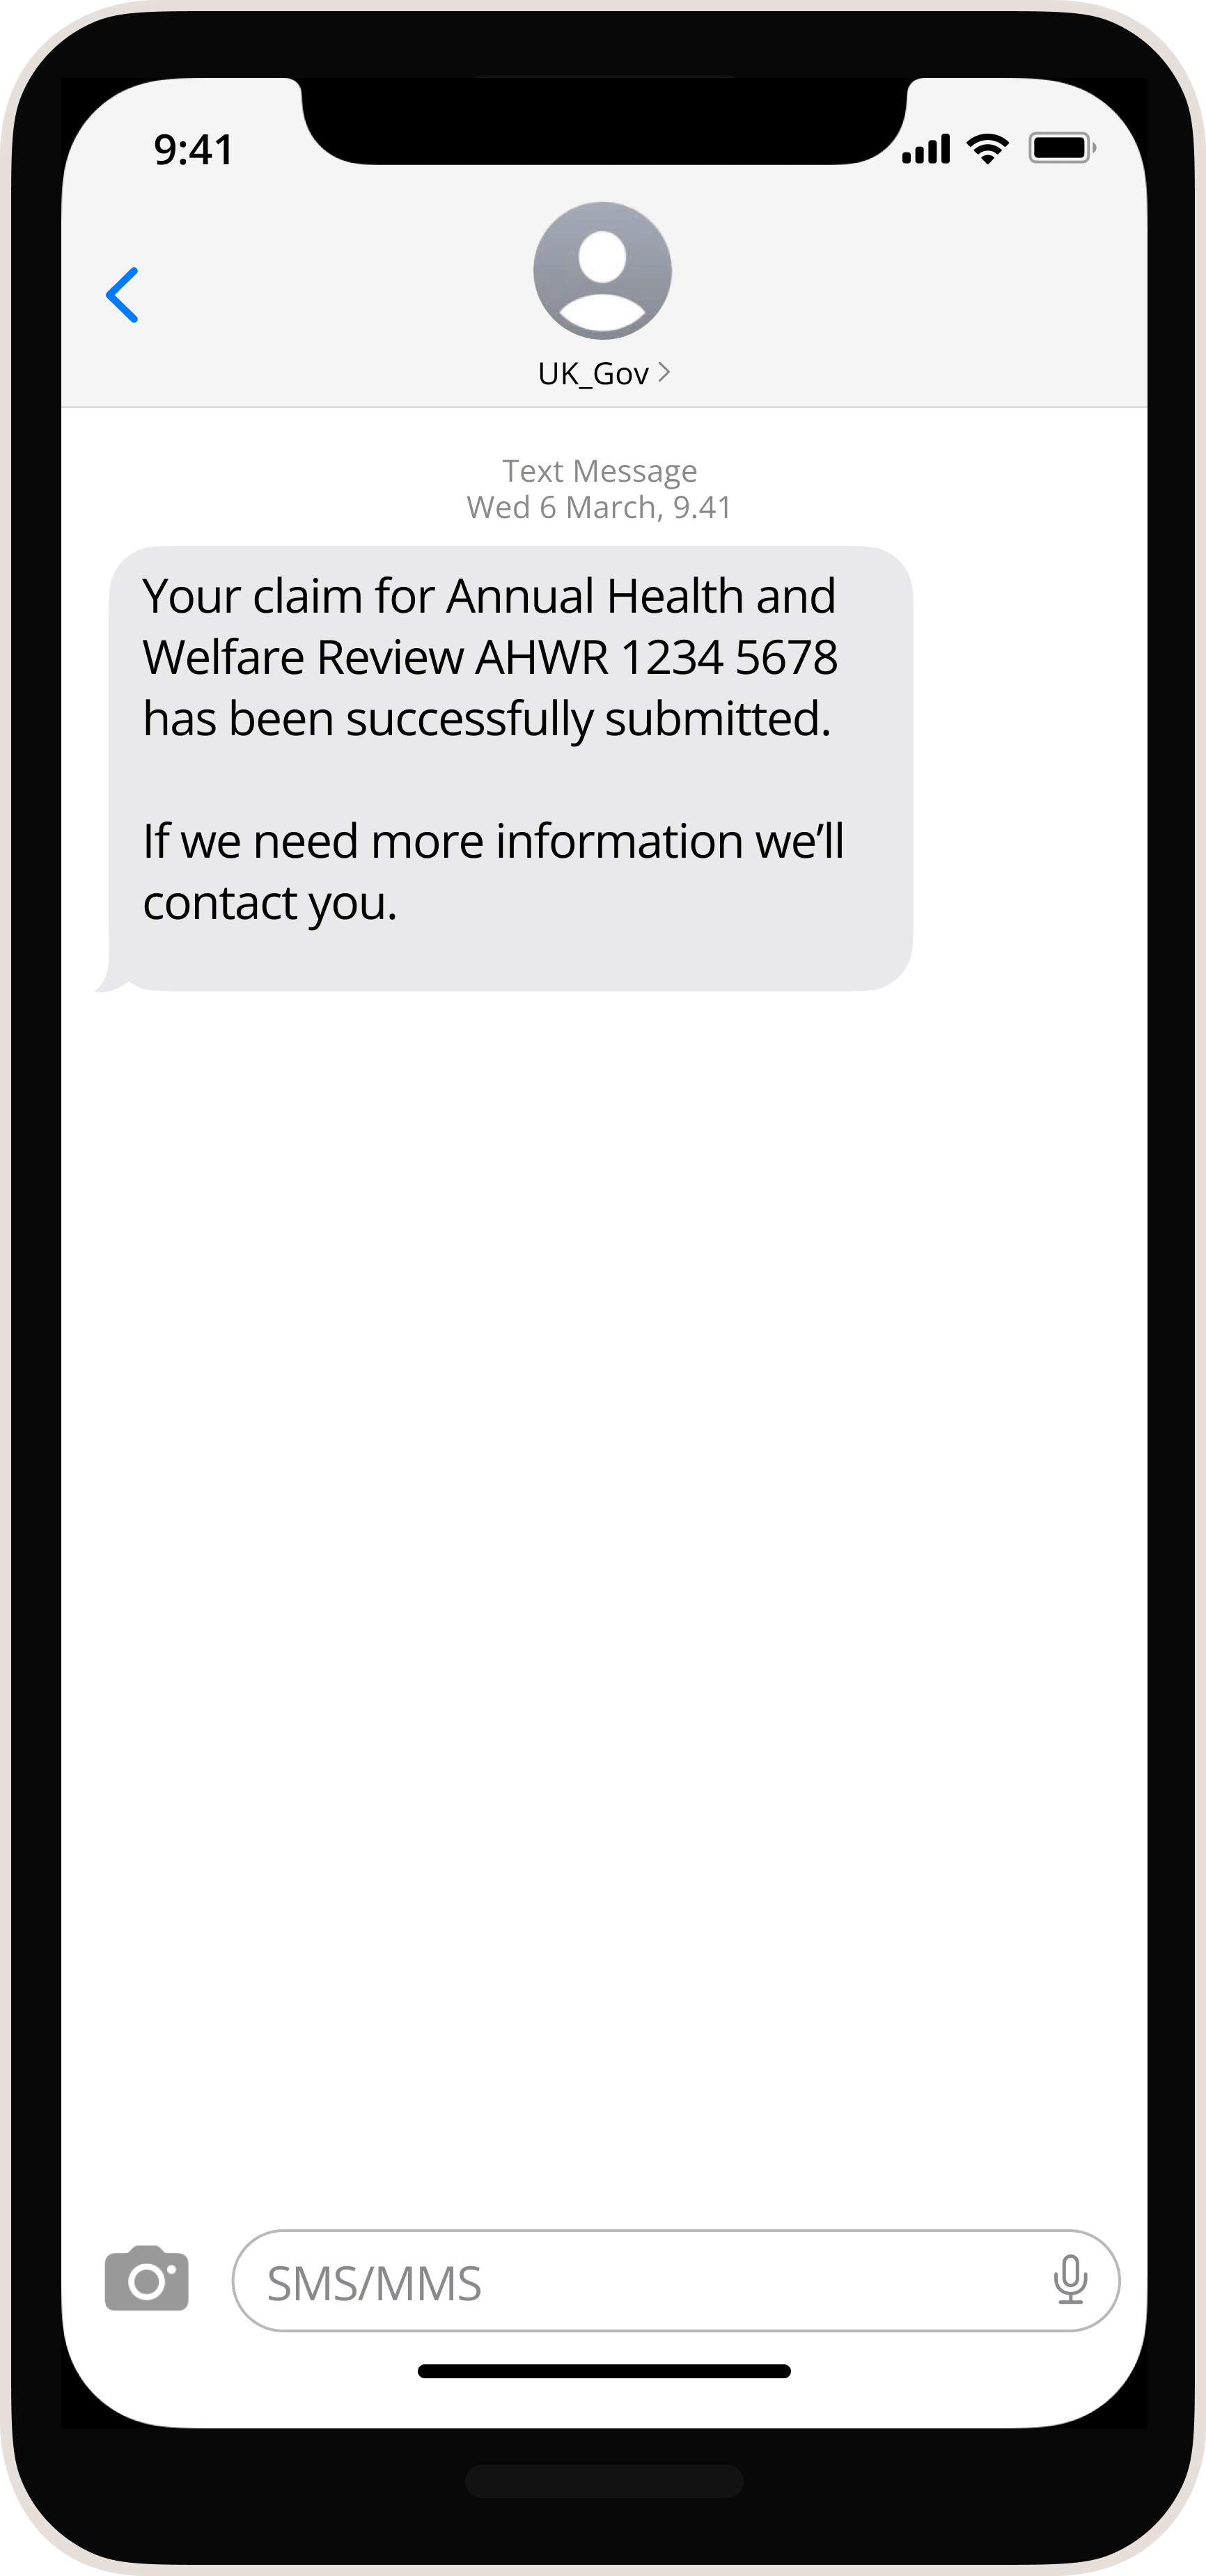 9:41
UK_Gov
Text Message
Wed 6 March, 9.41
Your claim for Annual Health and
Welfare Review AHWR 1234 5678
has been successfully submitted.
If we need more information we’ll
contact you.
SMS/MMS